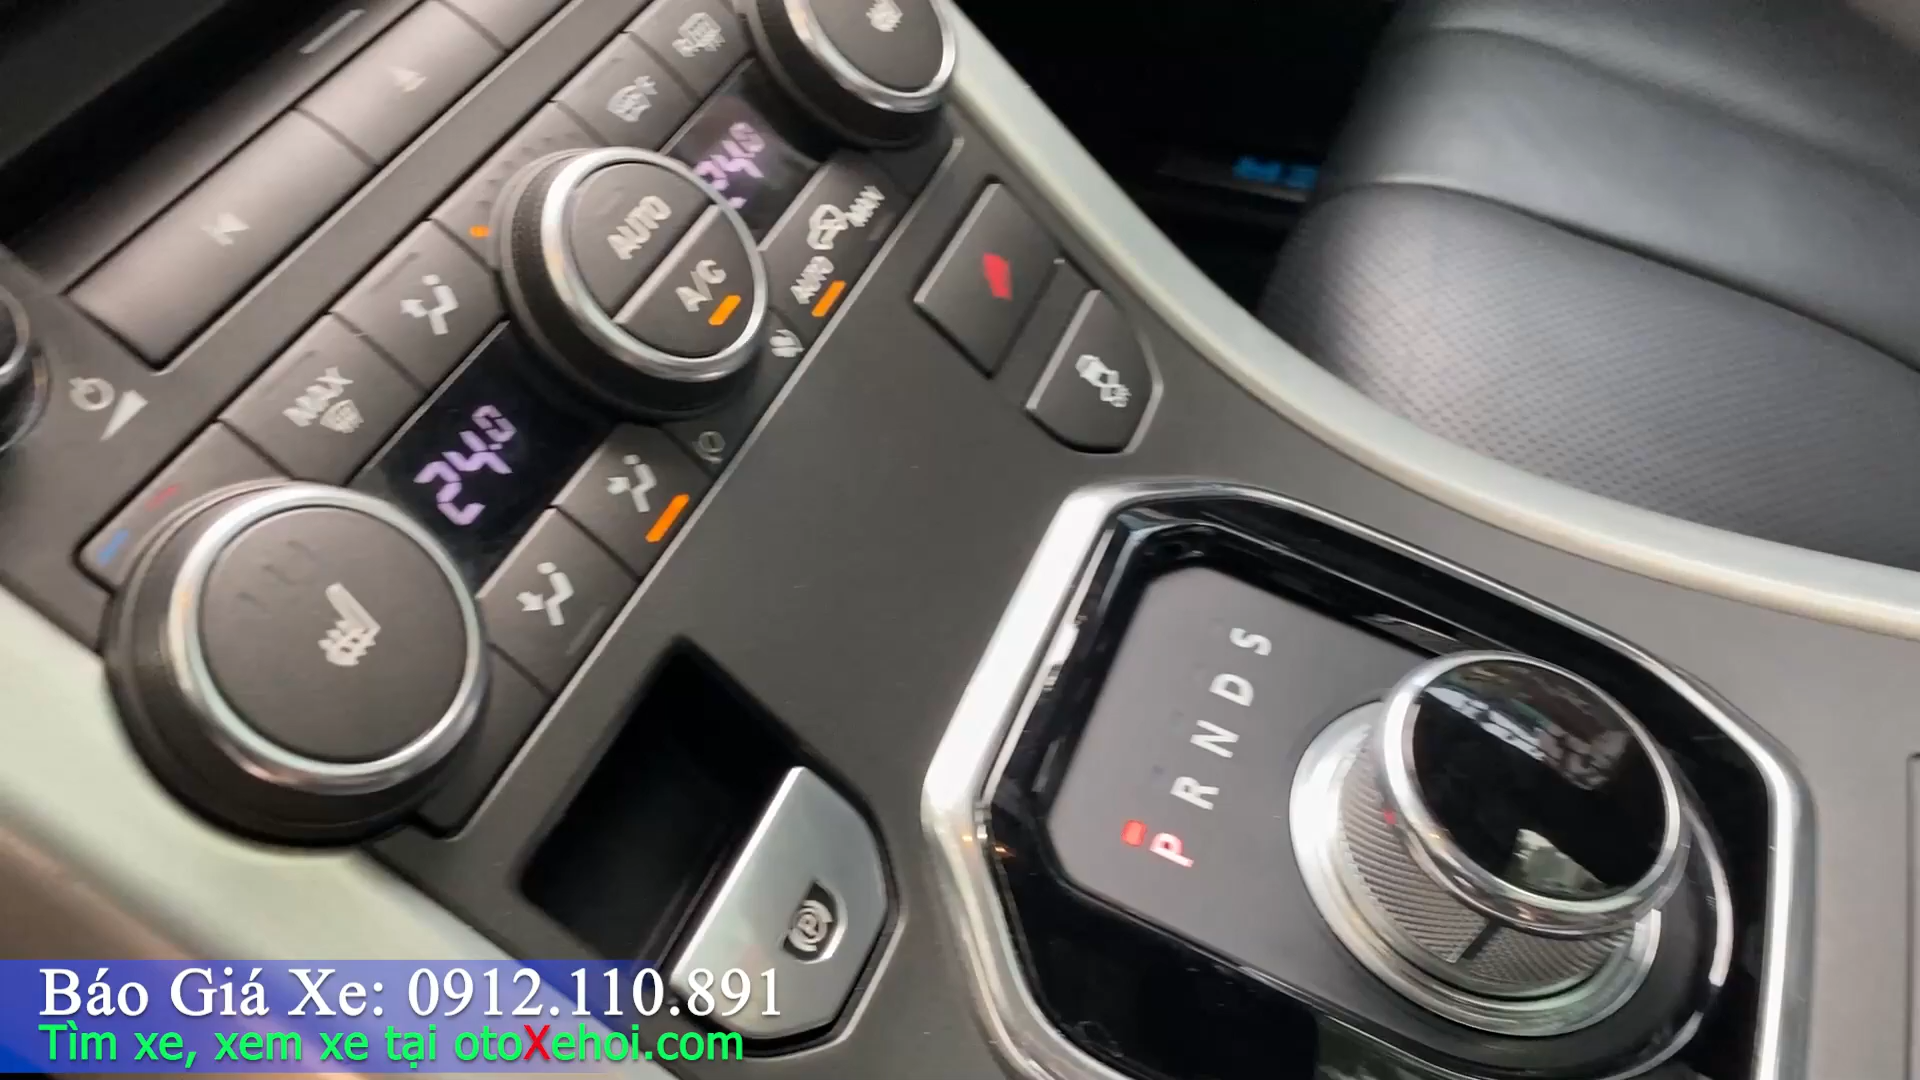 24.0
AUTO
A/C
AUTO MAN
MAX
24.0
S
D
N
R
P
P
Báo Giá Xe: 0912.110.891
Tìm xe, xem xe tại otoXehoi.com